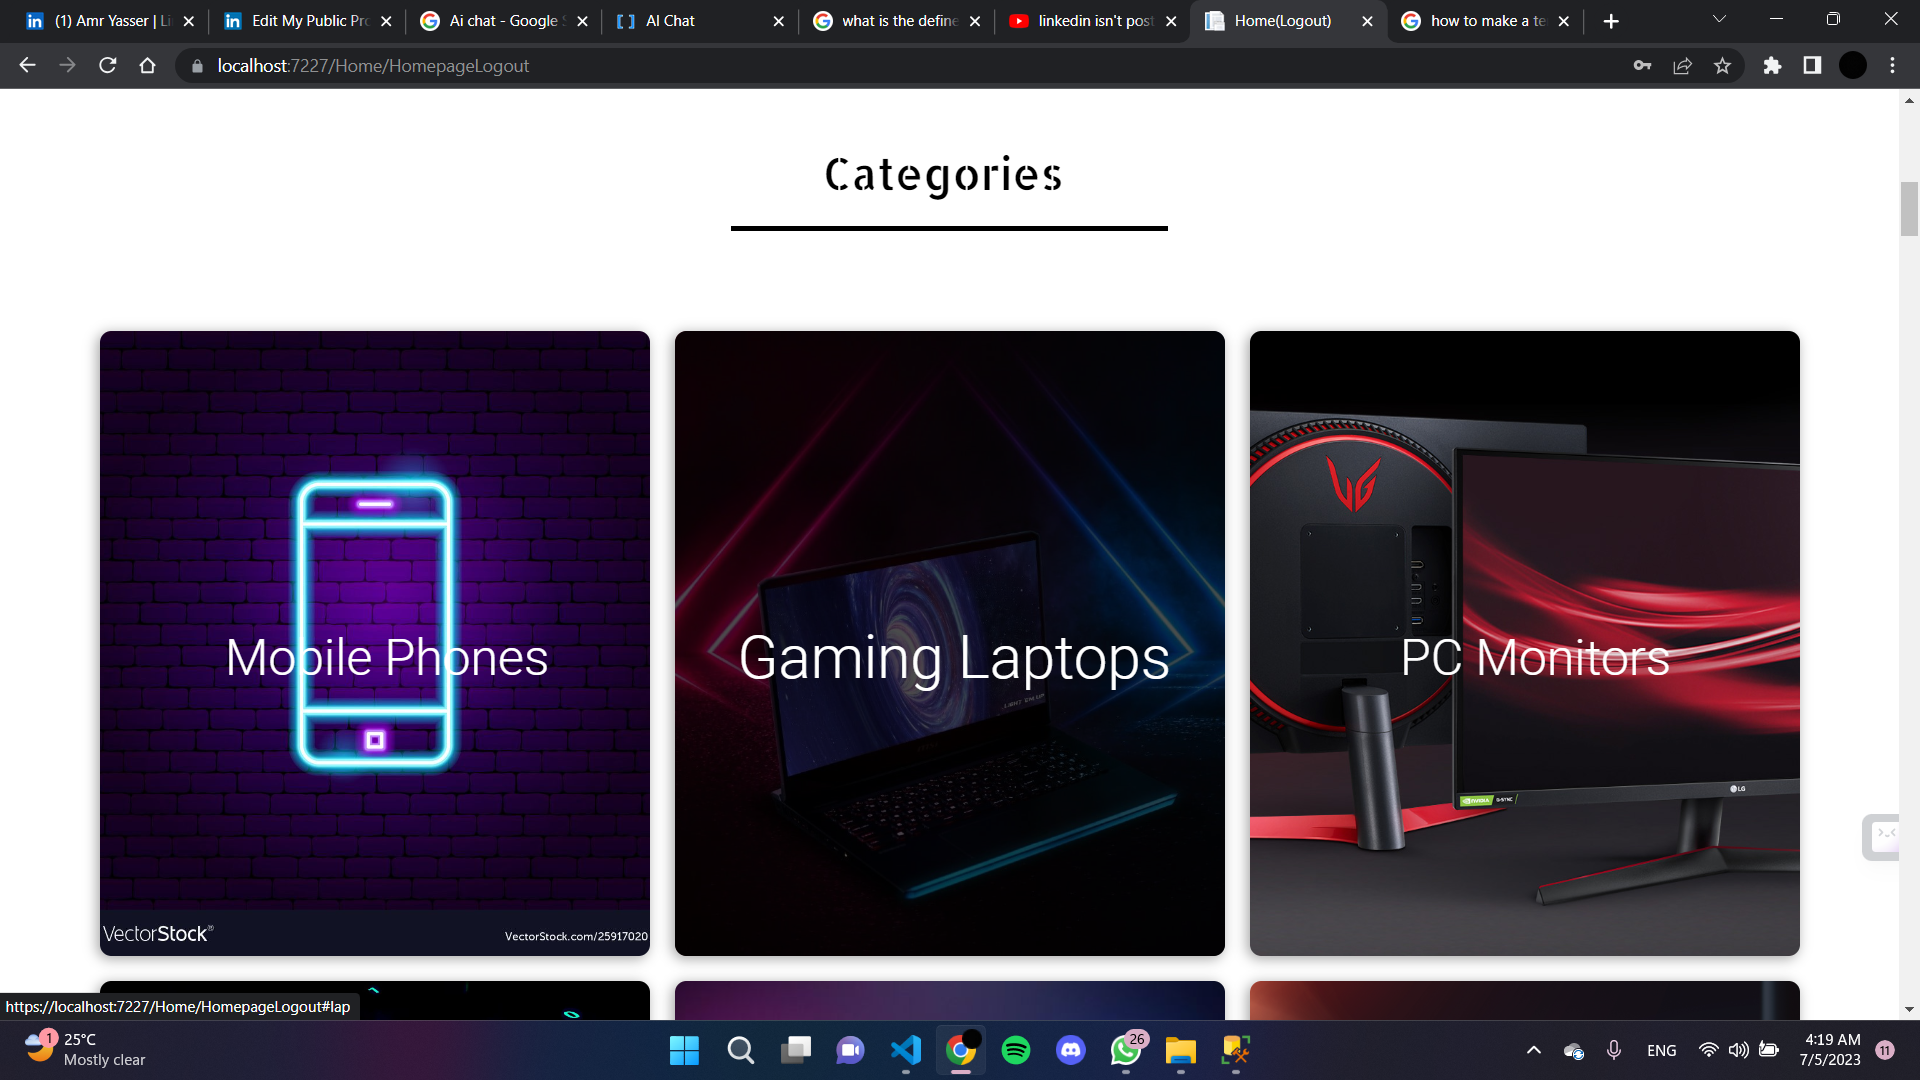 (1) Amr Yasser | Li
Edit My Public Pro
Ai chat - Google S
AI Chat
what is the define
linkedin isn't post
Home(Logout)
how to make a te
localhost:7227/Home/HomepageLogout
Categories
Mobile Phones
Gaming Laptops
PC Monitors
LG
NVIDIA G-SYNC
VectorStock®
VectorStock.com/25917020
https://localhost:7227/Home/HomepageLogout#lap
1
25°C
Mostly clear
26
ENG
4:19 AM
7/5/2023
11